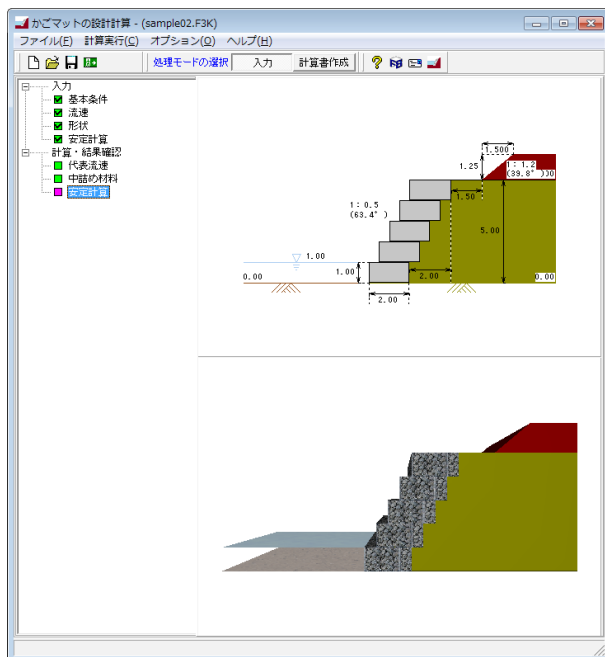 かごマットの設計計算 - (sample02.F3K)
ファイル(F) 計算実行(C) オプション(O) ヘルプ(H)
処理モードの選択 入力 計算書作成
入力
基本条件
流速
形状
安定計算
計算・結果確認
代表流速
中詰め材料
安定計算
1.500
1.25
1: 1.2
(39.8°)
1.50
1: 0.5
(63.4°)
5.00
1.00
1.00
2.00
0.00
0.00
2.00